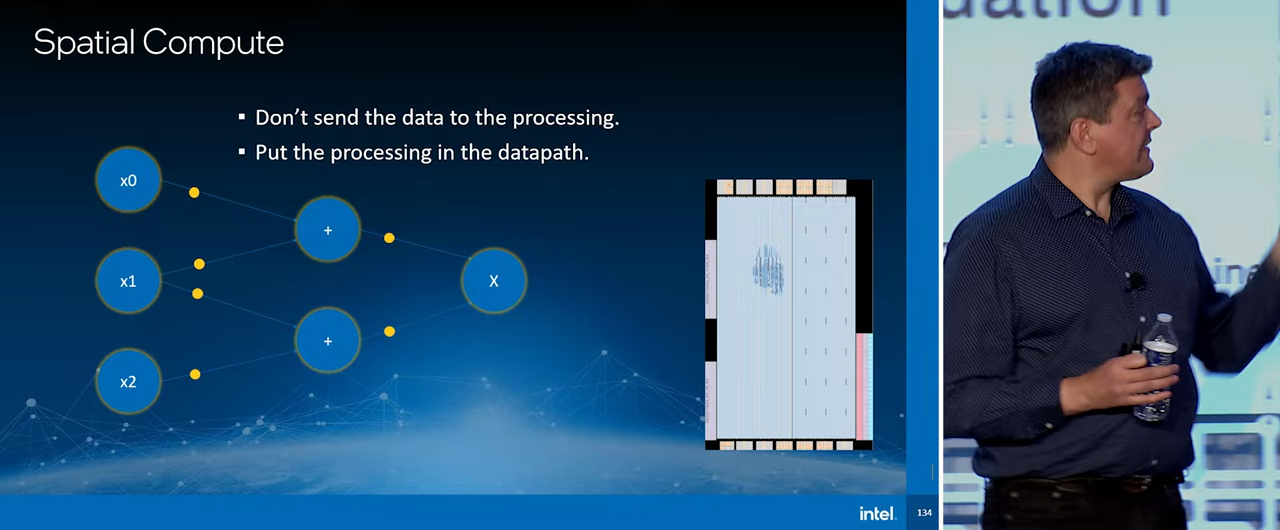 Spatial Compute
▪ Don't send the data to the processing.
▪ Put the processing in the datapath.
x0
+
x1
X
+
x2
intel.
134
dation